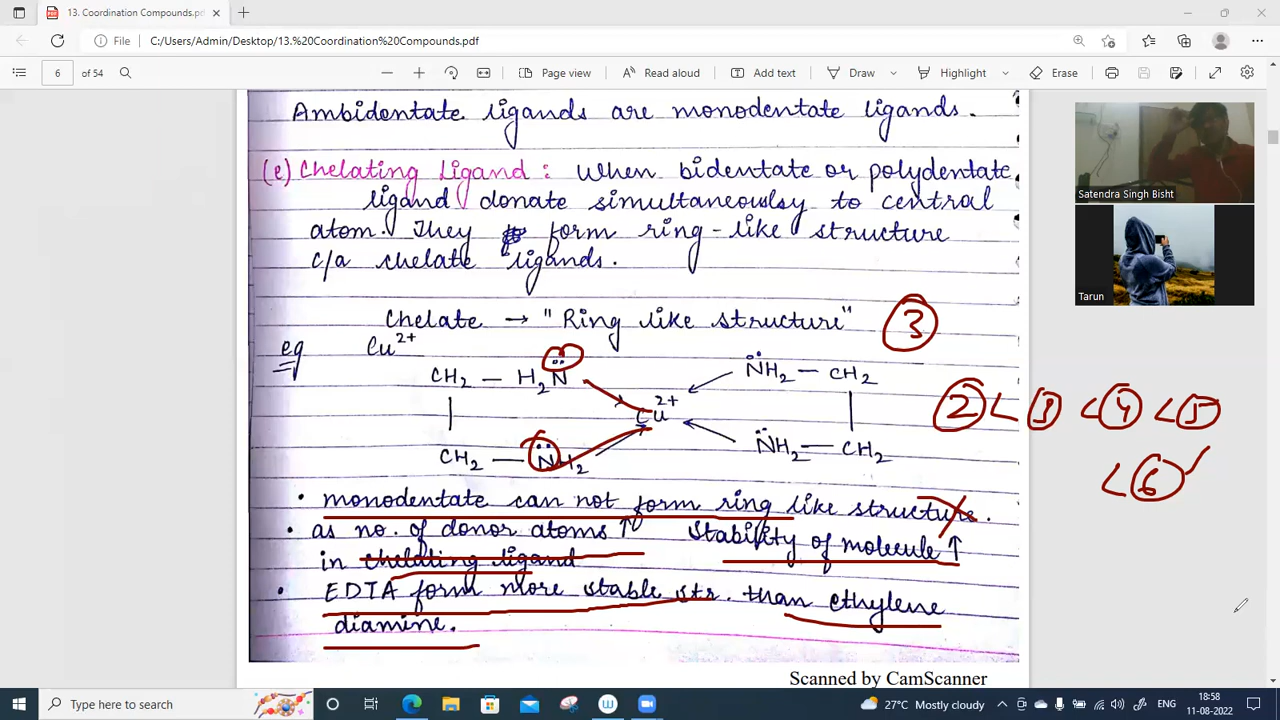 13. Coordination Compounds.pdf
File C:/Users/Admin/Desktop/13.%20Coordination%20Compounds.pdf
6 of 54 Page view Read aloud Add text Draw Highlight Erase
Ambidentate ligands are monodentate ligands.
(e) Chelating Ligand : When bidentate or polydentate
ligand donate simultaneoulsy to central
atom. They form ring-like structure
c/a chelate ligands.
Chelate → "Ring like structure" 3
eg Cu2+
CH2 — H2N̈ N̈H2 — CH2
Cu2+
2 < 3 < 4 < 5
CH2 — N̈H2 N̈H2 — CH2
< 6 ✓
• monodentate can not form ring like structure.
• as no. of donor atoms ↑ Stability of molecule ↑
in chelating ligand
• EDTA form more stable str. than ethylene
diamine.
Scanned by CamScanner
Satendra Singh Bisht
Tarun
Type here to search
27°C Mostly cloudy
ENG
18:58
11-08-2022